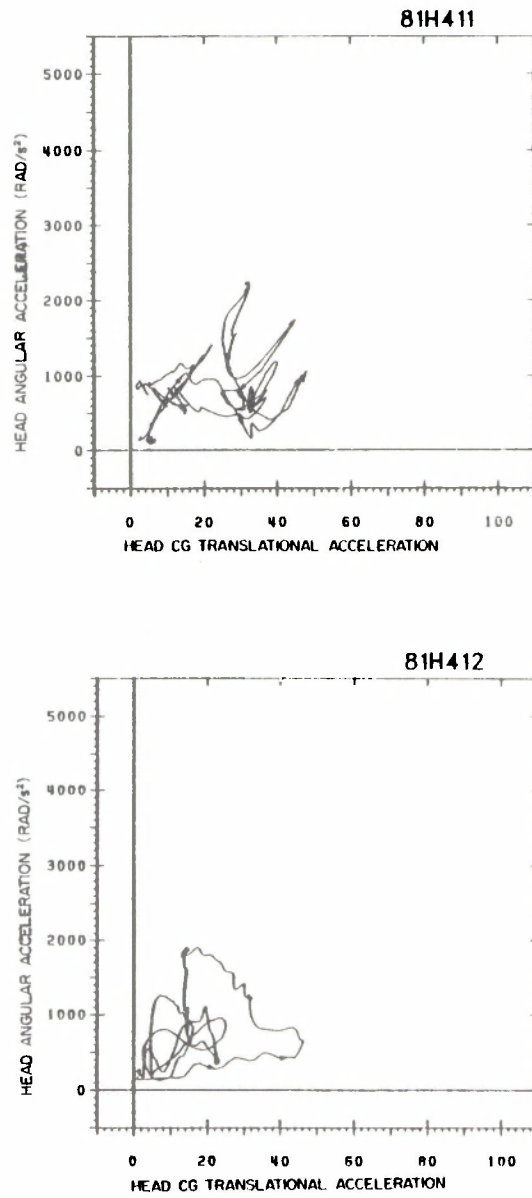 81H411
5000
4000
3000
2000
1000
0
HEAD ANGULAR ACCELERATION (RAD/s²)
0 20 40 60 80 100
HEAD CG TRANSLATIONAL ACCELERATION
81H412
5000
4000
3000
2000
1000
0
HEAD ANGULAR ACCELERATION (RAD/s²)
0 20 40 60 80 100
HEAD CG TRANSLATIONAL ACCELERATION